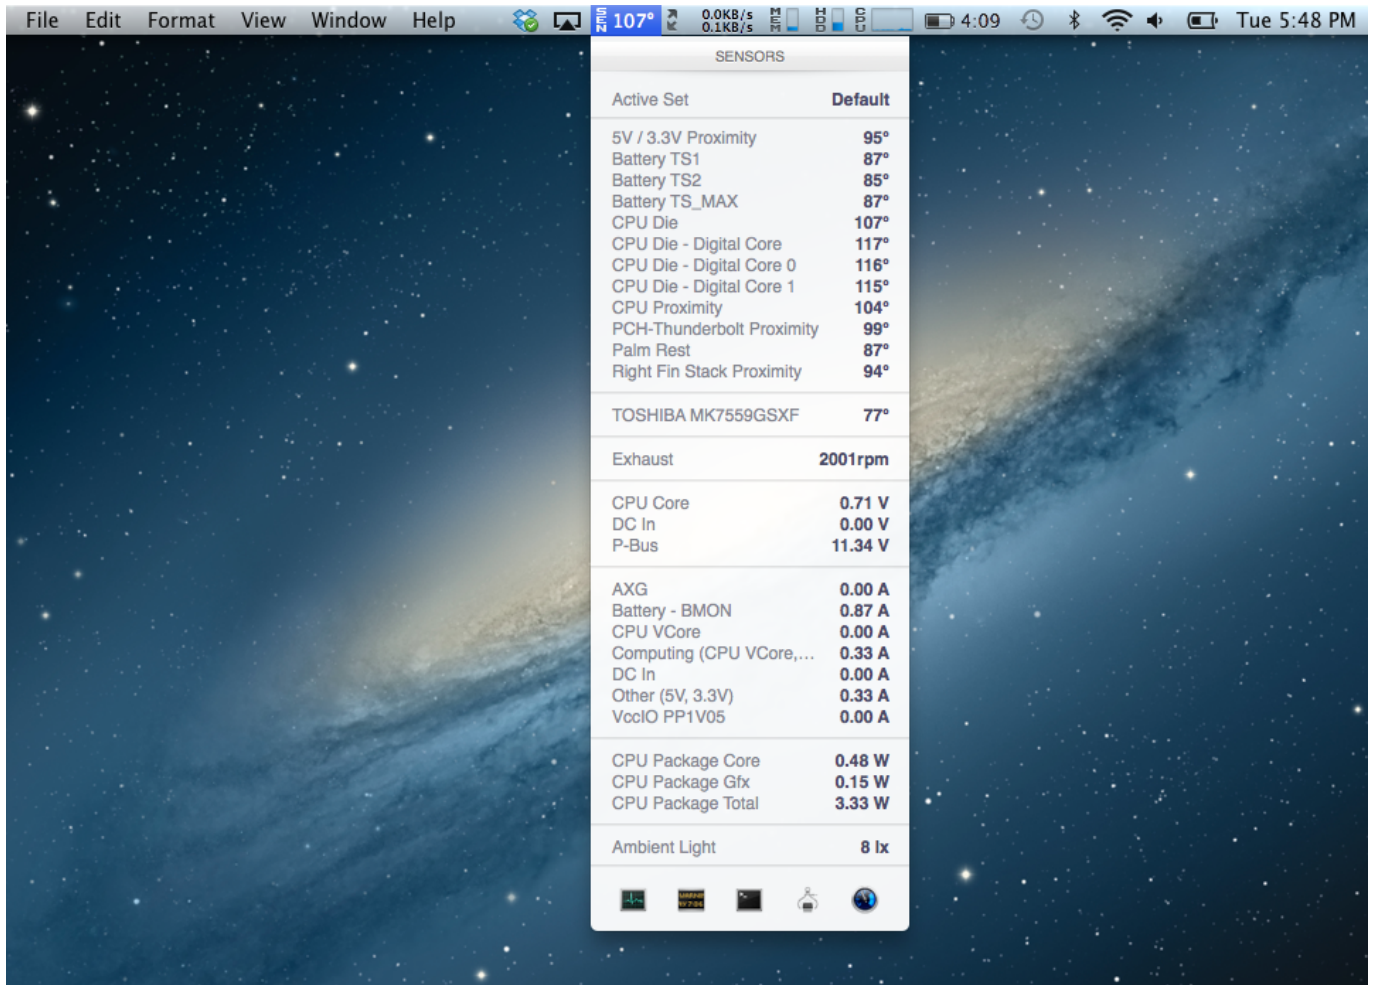 File Edit Format View Window Help SEN 107° 0.0KB/s 0.1KB/s MEM HDD CPU 4:09 Tue 5:48 PM
SENSORS
Active Set Default
5V / 3.3V Proximity 95°
Battery TS1 87°
Battery TS2 85°
Battery TS_MAX 87°
CPU Die 107°
CPU Die - Digital Core 117°
CPU Die - Digital Core 0 116°
CPU Die - Digital Core 1 115°
CPU Proximity 104°
PCH-Thunderbolt Proximity 99°
Palm Rest 87°
Right Fin Stack Proximity 94°
TOSHIBA MK7559GSXF 77°
Exhaust 2001rpm
CPU Core 0.71 V
DC In 0.00 V
P-Bus 11.34 V
AXG 0.00 A
Battery - BMON 0.87 A
CPU VCore 0.00 A
Computing (CPU VCore,... 0.33 A
DC In 0.00 A
Other (5V, 3.3V) 0.33 A
VccIO PP1V05 0.00 A
CPU Package Core 0.48 W
CPU Package Gfx 0.15 W
CPU Package Total 3.33 W
Ambient Light 8 lx